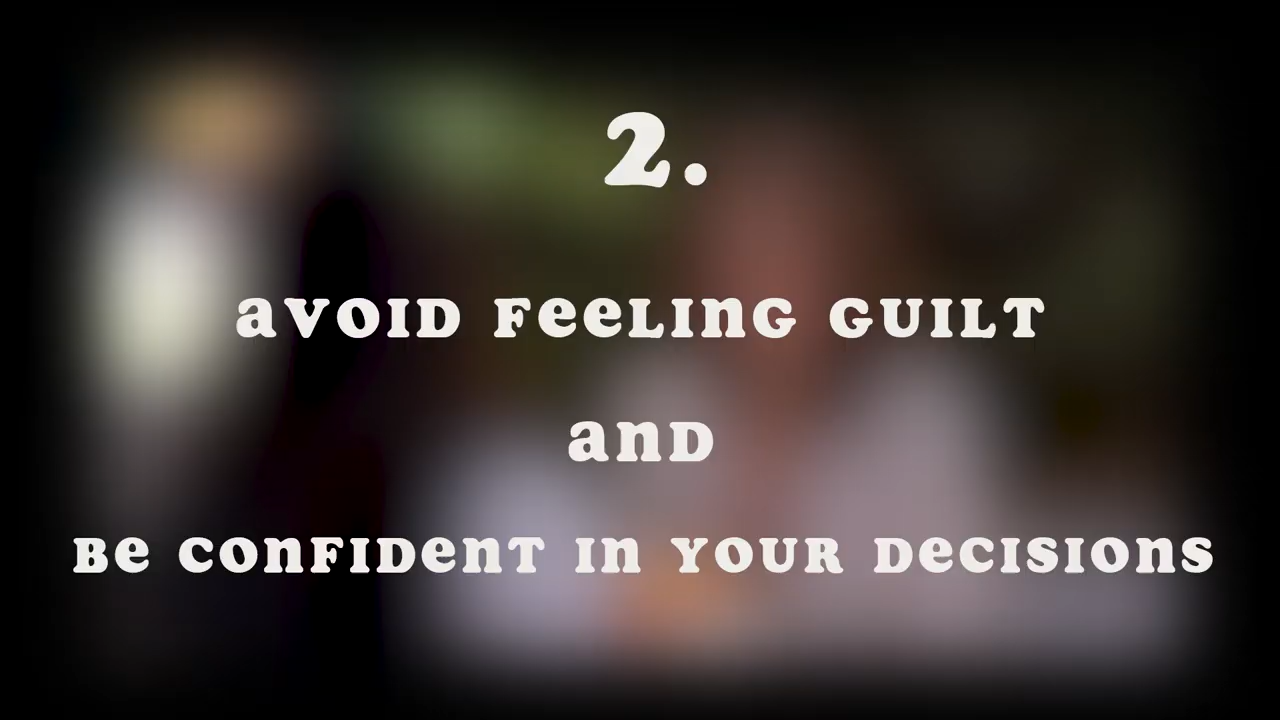 2.
AVOID FEELING GUILT
AND
BE CONFIDENT IN YOUR DECISIONS